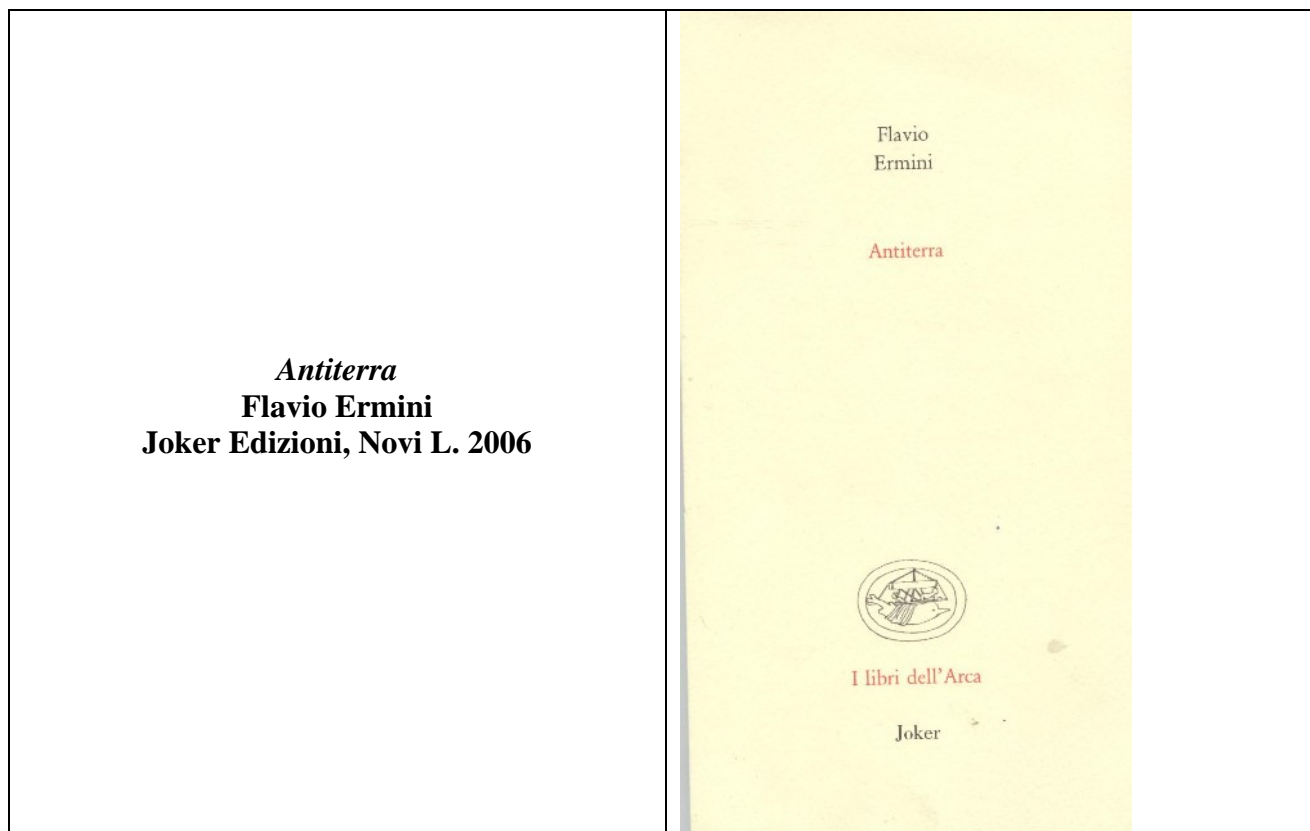 Antiterra
Flavio Ermini
Joker Edizioni, Novi L. 2006
Flavio
Ermini
Antiterra
I libri dell'Arca
Joker